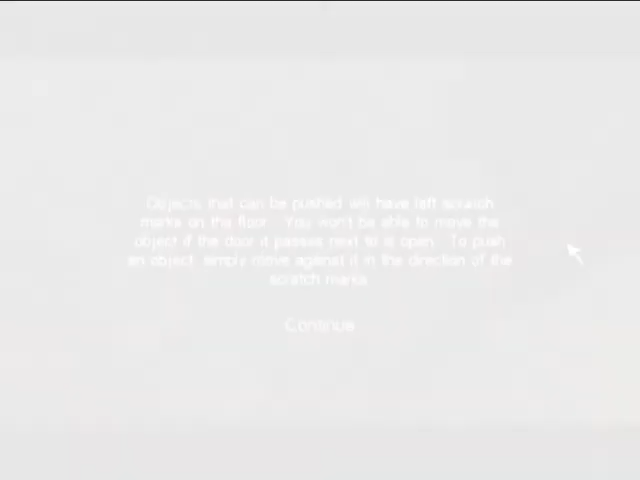 Objects that can be pushed will have left scratch
marks on the floor. You won't be able to move the
object if the door it passes next to is open. To push
an object, simply move against it in the direction of the
scratch marks.
Continue